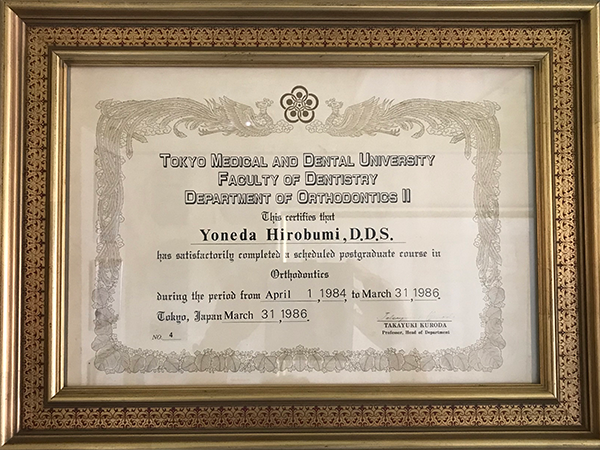 TOKYO MEDICAL AND DENTAL UNIVERSITY
FACULTY OF DENTISTRY
DEPARTMENT OF ORTHODONTICS II
This certifies that
Yoneda Hirobumi, D.D.S.
has satisfactorily completed a scheduled postgraduate course in
Orthodontics
during the period from April 1, 1984, to March 31, 1986.
Tokyo, Japan March 31, 1986.
TAKAYUKI KURODA
Professor, Head of Department
NO. 4